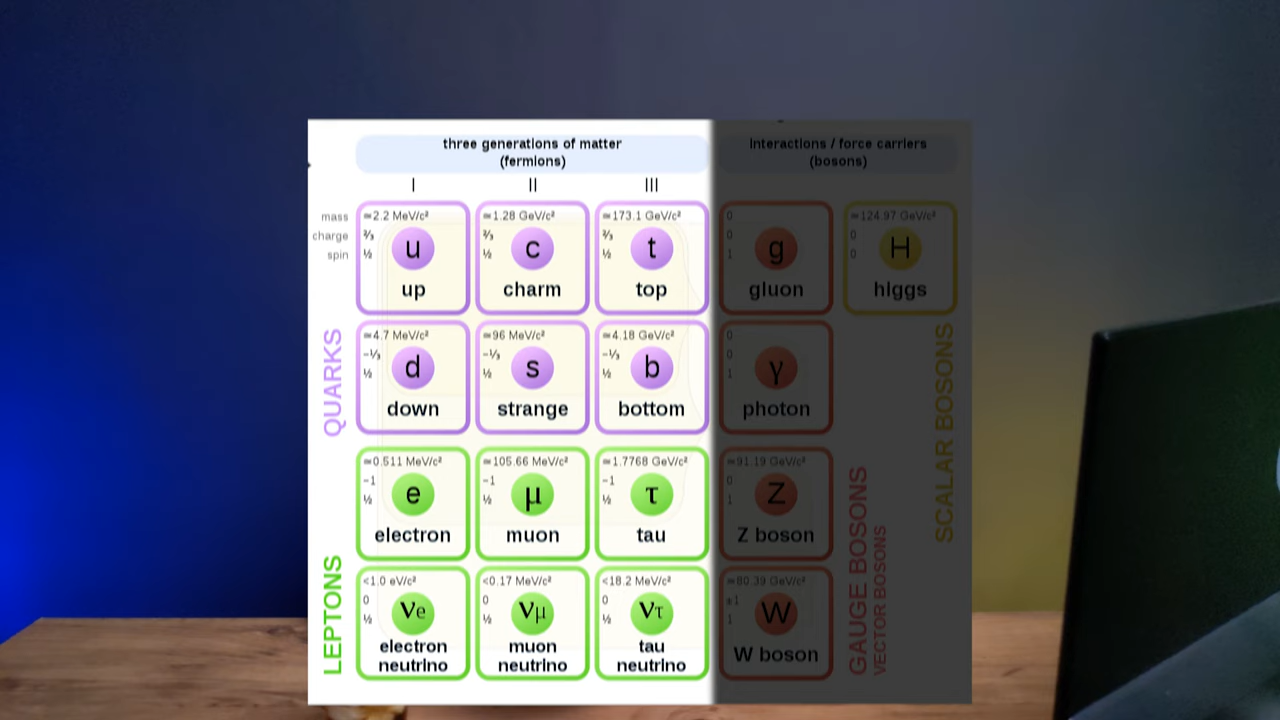 three generations of matter
(fermions)
interactions / force carriers
(bosons)
I II III
mass
charge
spin
≃2.2 MeV/c²
⅔
½
u
up
≃1.28 GeV/c²
⅔
½
c
charm
≃173.1 GeV/c²
⅔
½
t
top
0
0
1
g
gluon
≃124.97 GeV/c²
0
0
H
higgs
QUARKS
≃4.7 MeV/c²
−⅓
½
d
down
≃96 MeV/c²
−⅓
½
s
strange
≃4.18 GeV/c²
−⅓
½
b
bottom
0
0
1
γ
photon
SCALAR BOSONS
LEPTONS
≃0.511 MeV/c²
−1
½
e
electron
≃105.66 MeV/c²
−1
½
μ
muon
≃1.7768 GeV/c²
−1
½
τ
tau
≃91.19 GeV/c²
0
1
Z
Z boson
GAUGE BOSONS
VECTOR BOSONS
<1.0 eV/c²
0
½
νe
electron
neutrino
<0.17 MeV/c²
0
½
νμ
muon
neutrino
<18.2 MeV/c²
0
½
ντ
tau
neutrino
≃80.39 GeV/c²
±1
1
W
W boson